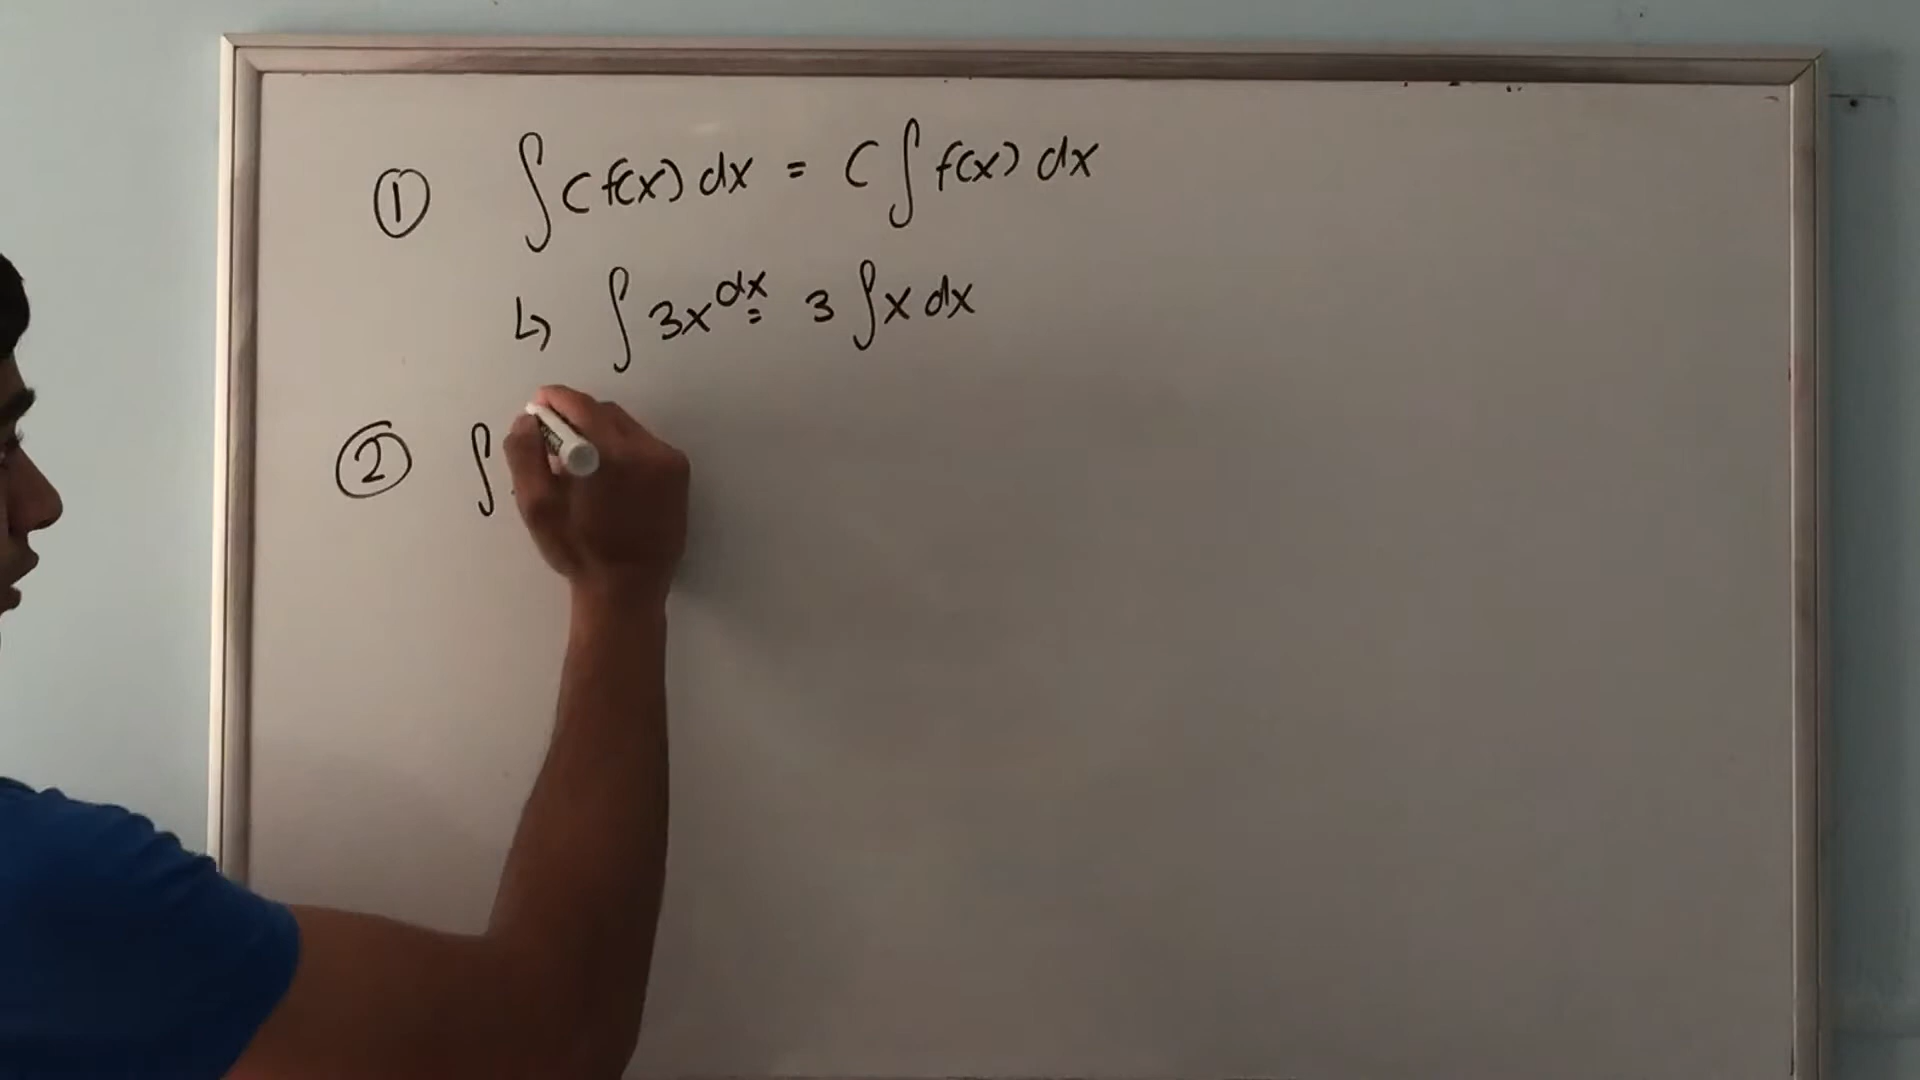 ① ∫ c f(x) dx = c ∫ f(x) dx
↳ ∫ 3x dx = 3 ∫ x dx
② ∫